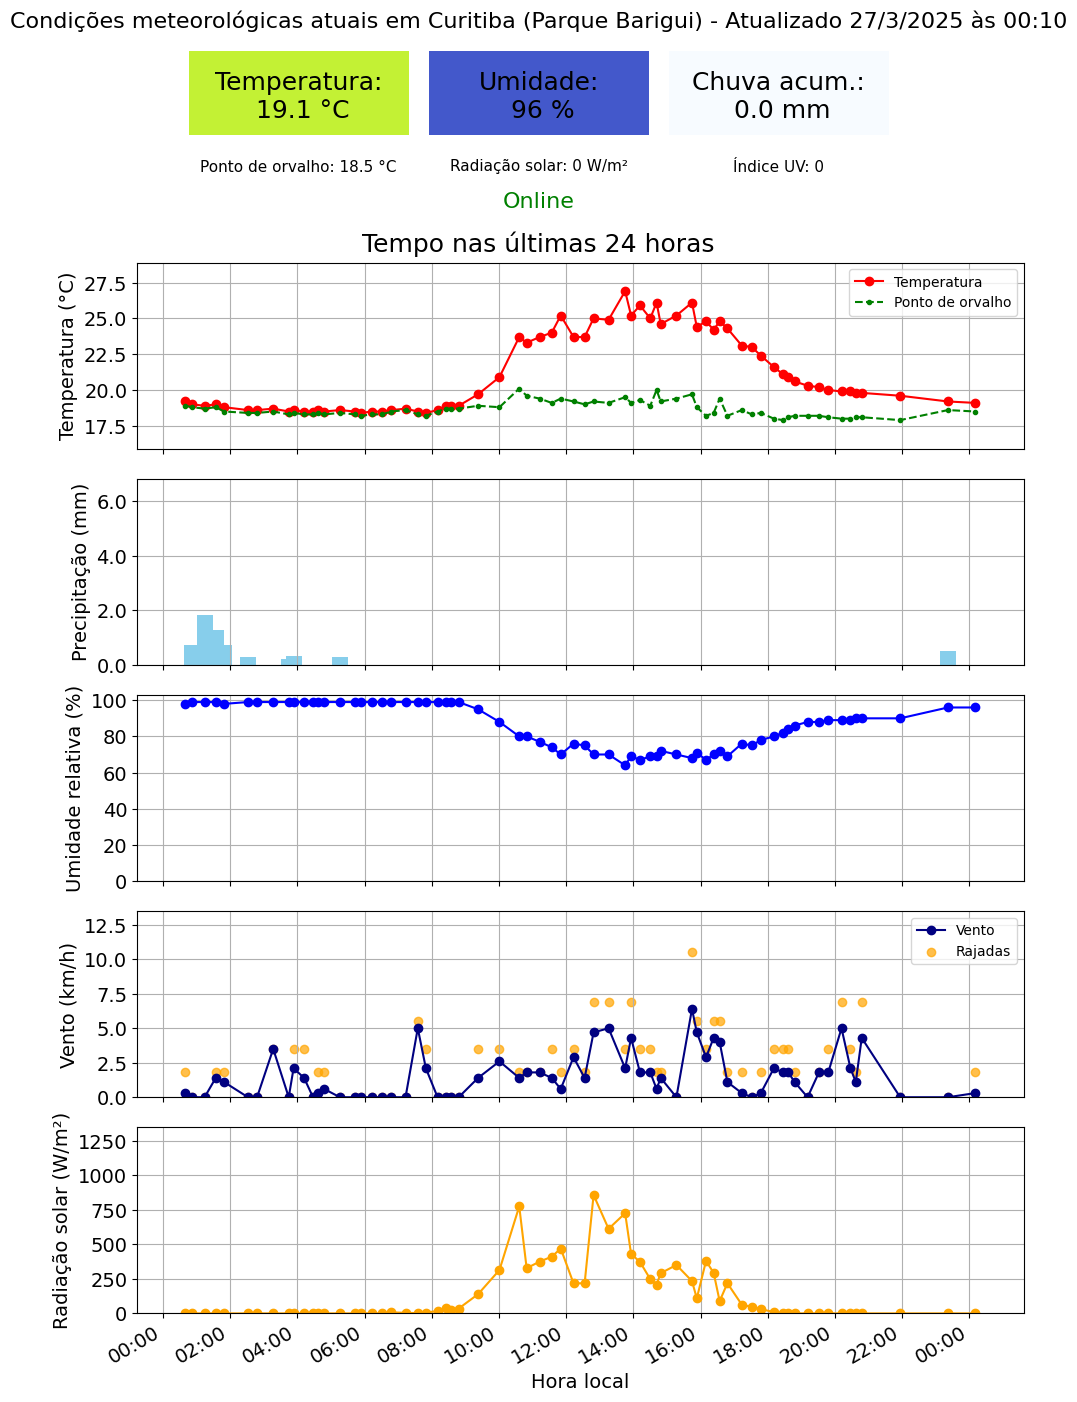 Condições meteorológicas atuais em Curitiba (Parque Barigui) - Atualizado 27/3/2025 às 00:10
Temperatura:
19.1 °C
Umidade:
96 %
Chuva acum.:
0.0 mm
Ponto de orvalho: 18.5 °C
Radiação solar: 0 W/m²
Índice UV: 0
Online
Tempo nas últimas 24 horas
Temperatura (°C)
27.5
25.0
22.5
20.0
17.5
Temperatura
Ponto de orvalho
Precipitação (mm)
6.0
4.0
2.0
0.0
Umidade relativa (%)
100
80
60
40
20
0
Vento (km/h)
12.5
10.0
7.5
5.0
2.5
0.0
Vento
Rajadas
Radiação solar (W/m²)
1250
1000
750
500
250
0
00:00
02:00
04:00
06:00
08:00
10:00
12:00
14:00
16:00
18:00
20:00
22:00
00:00
Hora local